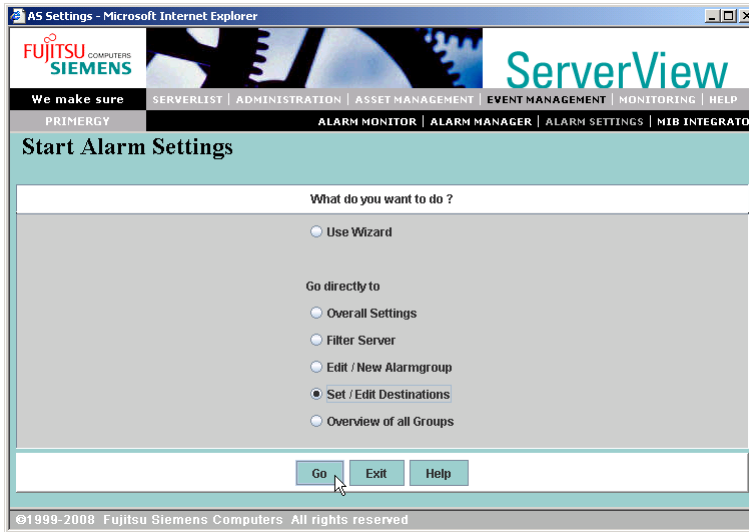 AS Settings - Microsoft Internet Explorer
FUJITSU COMPUTERS
SIEMENS
ServerView
We make sure
SERVERLIST | ADMINISTRATION | ASSET MANAGEMENT | EVENT MANAGEMENT | MONITORING | HELP
PRIMERGY
ALARM MONITOR | ALARM MANAGER | ALARM SETTINGS | MIB INTEGRATO
Start Alarm Settings
What do you want to do ?
Use Wizard
Go directly to
Overall Settings
Filter Server
Edit / New Alarmgroup
Set / Edit Destinations
Overview of all Groups
Go Exit Help
©1999-2008 Fujitsu Siemens Computers All rights reserved